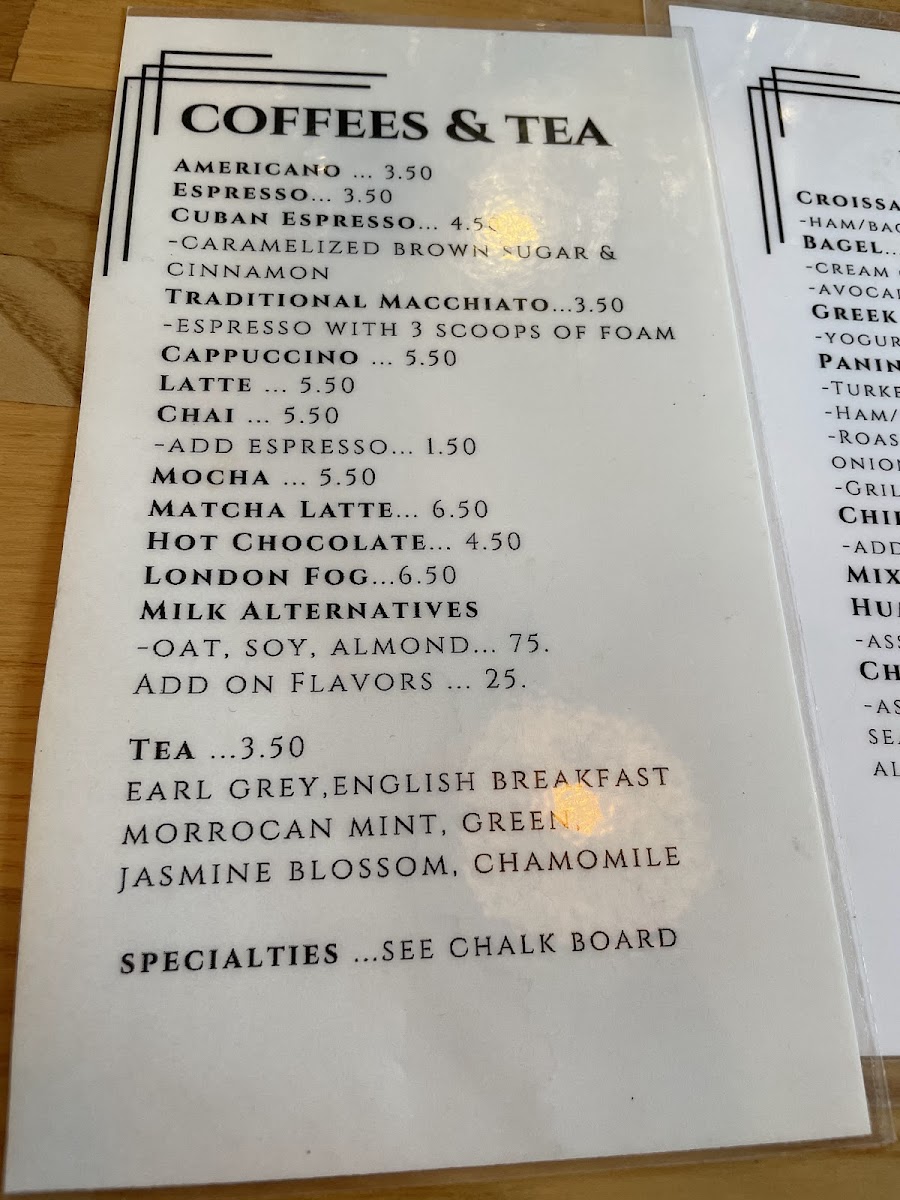 COFFEES & TEA
AMERICANO ... 3.50
ESPRESSO... 3.50
CUBAN ESPRESSO... 4.50
-CARAMELIZED BROWN SUGAR &
CINNAMON
TRADITIONAL MACCHIATO...3.50
-ESPRESSO WITH 3 SCOOPS OF FOAM
CAPPUCCINO ... 5.50
LATTE ... 5.50
CHAI ... 5.50
-ADD ESPRESSO... 1.50
MOCHA ... 5.50
MATCHA LATTE... 6.50
HOT CHOCOLATE... 4.50
LONDON FOG...6.50
MILK ALTERNATIVES
-OAT, SOY, ALMOND... 75.
ADD ON FLAVORS ... 25.
TEA ...3.50
EARL GREY,ENGLISH BREAKFAST
MORROCAN MINT, GREEN,
JASMINE BLOSSOM, CHAMOMILE
SPECIALTIES ...SEE CHALK BOARD
CROISSA
-HAM/BAC
BAGEL..
-CREAM
-AVOCA
GREEK
-YOGUR
PANIN
-TURKE
-HAM/
-ROAS
ONION
-GRIL
CHI
-ADD
MIX
HU
-ASS
CH
-AS
SEA
AL